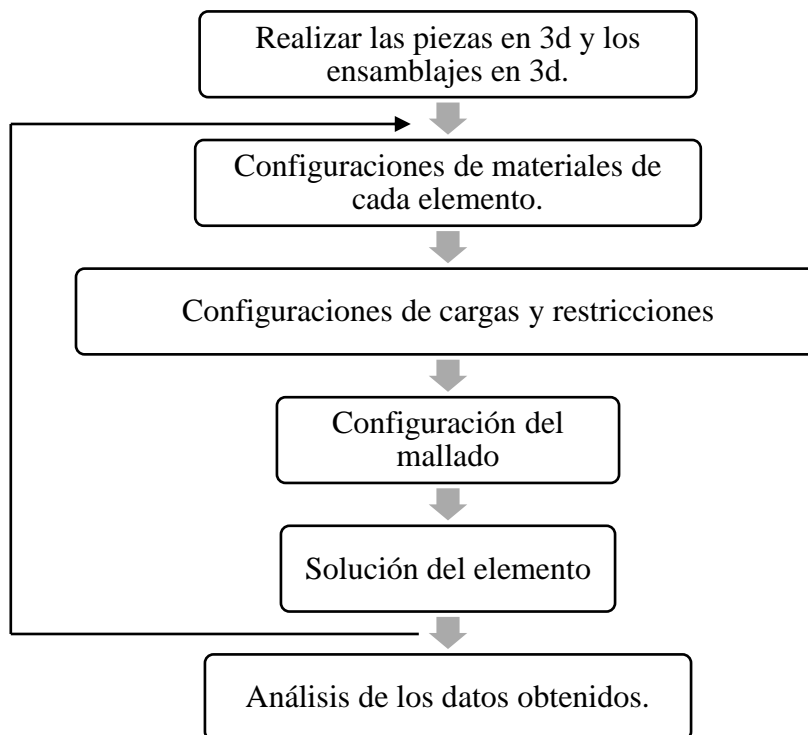 Realizar las piezas en 3d y los
ensamblajes en 3d.
Configuraciones de materiales de
cada elemento.
Configuraciones de cargas y restricciones
Configuración del
mallado
Solución del elemento
Análisis de los datos obtenidos.